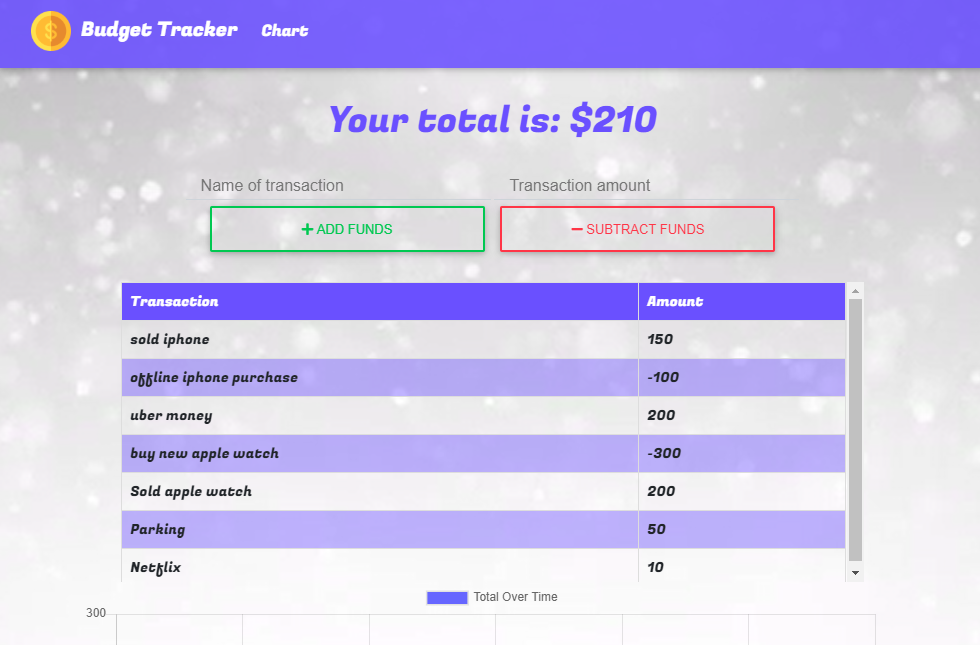 $ Budget Tracker Chart
Your total is: $210
Name of transaction Transaction amount
+ ADD FUNDS − SUBTRACT FUNDS
Transaction Amount
sold iphone 150
offline iphone purchase -100
uber money 200
buy new apple watch -300
Sold apple watch 200
Parking 50
Netflix 10
Total Over Time
300